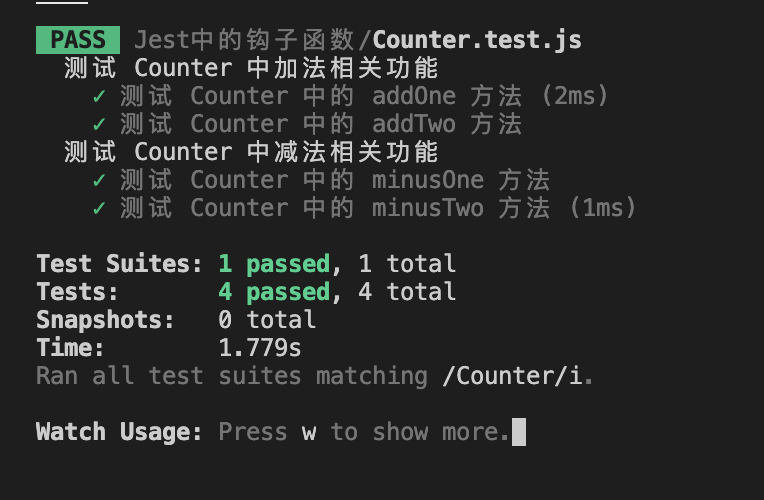 PASS Jest中的钩子函数/Counter.test.js
测试 Counter 中加法相关功能
✓ 测试 Counter 中的 addOne 方法 (2ms)
✓ 测试 Counter 中的 addTwo 方法
测试 Counter 中减法相关功能
✓ 测试 Counter 中的 minusOne 方法
✓ 测试 Counter 中的 minusTwo 方法 (1ms)
Test Suites: 1 passed, 1 total
Tests: 4 passed, 4 total
Snapshots: 0 total
Time: 1.779s
Ran all test suites matching /Counter/i.
Watch Usage: Press w to show more.